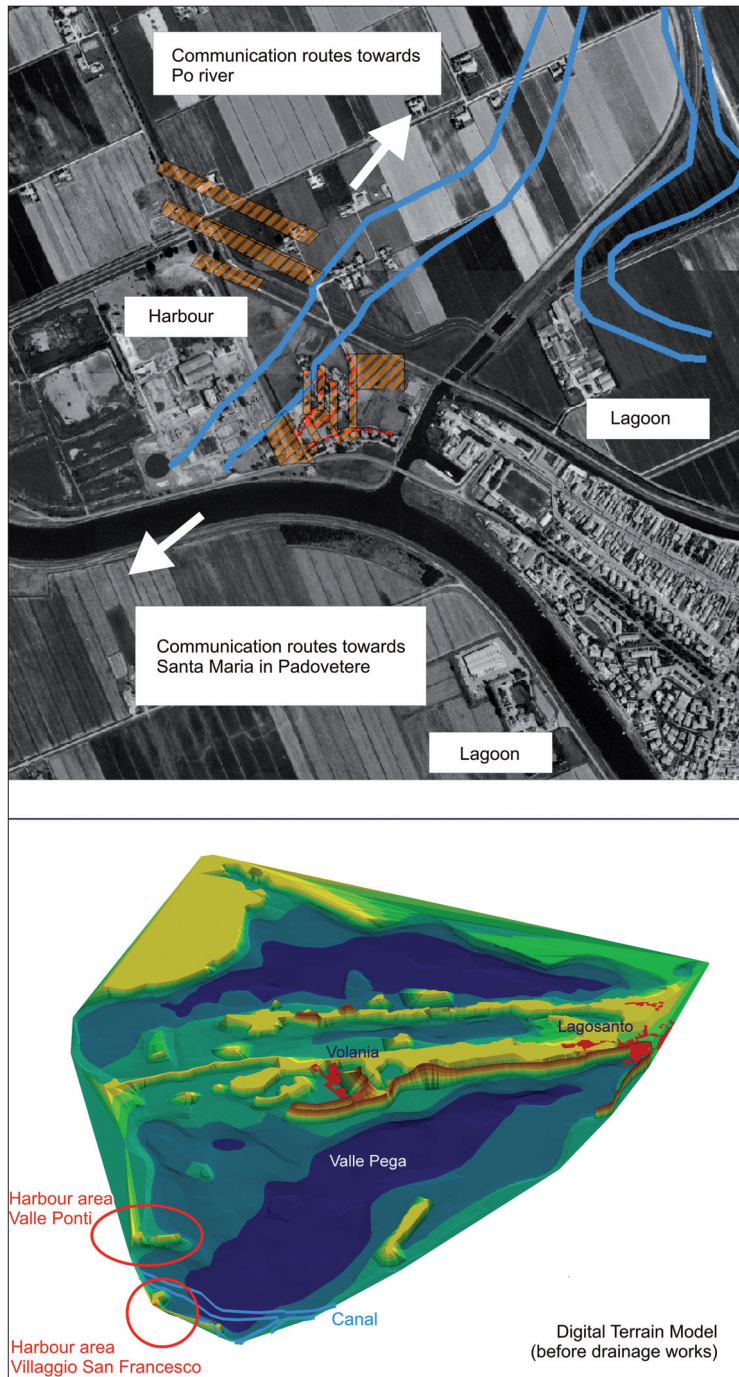 Communication routes towards
Po river
Harbour
Lagoon
Communication routes towards
Santa Maria in Padovetere
Lagoon
Lagosanto
Volania
Valle Pega
Harbour area
Valle Ponti
Canal
Harbour area
Villaggio San Francesco
Digital Terrain Model
(before drainage works)